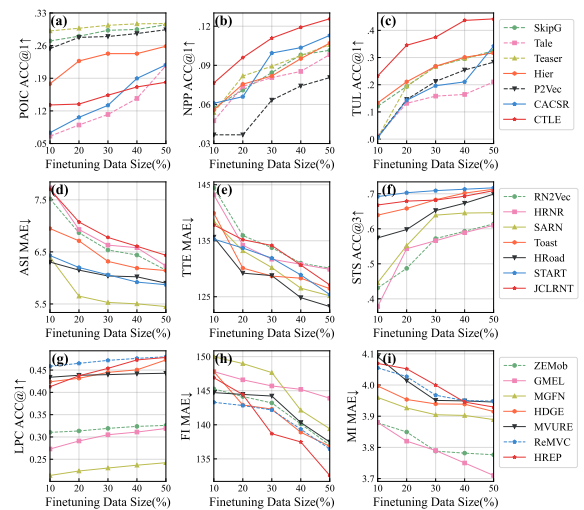 (a)
POIC ACC@1↑
.33
.26
.19
.12
.05
10 20 30 40 50
Finetuning Data Size(%)
(b)
NPP ACC@1↑
.12
.09
.06
.03
10 20 30 40 50
Finetuning Data Size(%)
(c)
TUL ACC@1↑
.4
.3
.2
.1
.0
10 20 30 40 50
Finetuning Data Size(%)
SkipG
Tale
Teaser
Hier
P2Vec
CACSR
CTLE
(d)
ASI MAE↓
7.5
6.5
5.5
10 20 30 40 50
Finetuning Data Size(%)
(e)
TTE MAE↓
145
135
125
10 20 30 40 50
Finetuning Data Size(%)
(f)
STS ACC@3↑
.7
.6
.5
.4
.3
10 20 30 40 50
Finetuning Data Size(%)
RN2Vec
HRNR
SARN
Toast
HRoad
START
JCLRNT
(g)
LPC ACC@1↑
0.45
0.40
0.35
0.30
0.25
10 20 30 40 50
Finetuning Data Size(%)
(h)
FI MAE↓
150
145
140
135
10 20 30 40 50
Finetuning Data Size(%)
(i)
MI MAE↓
4.0
3.9
3.8
3.7
10 20 30 40 50
Finetuning Data Size(%)
ZEMob
GMEL
MGFN
HDGE
MVURE
ReMVC
HREP